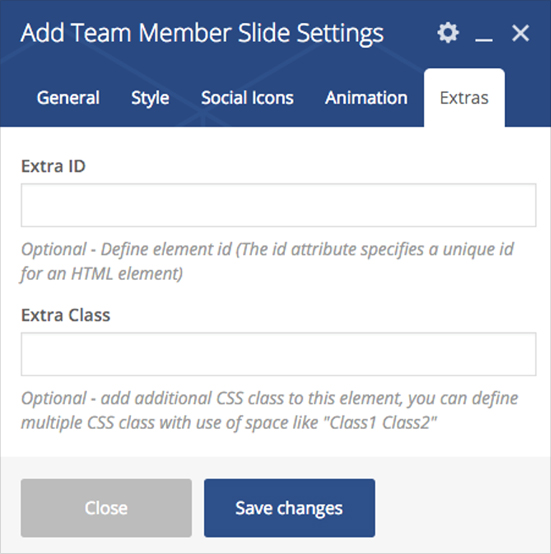 Add Team Member Slide Settings
General Style Social Icons Animation Extras
Extra ID
Optional - Define element id (The id attribute specifies a unique id
for an HTML element)
Extra Class
Optional - add additional CSS class to this element, you can define
multiple CSS class with use of space like "Class1 Class2"
Close Save changes